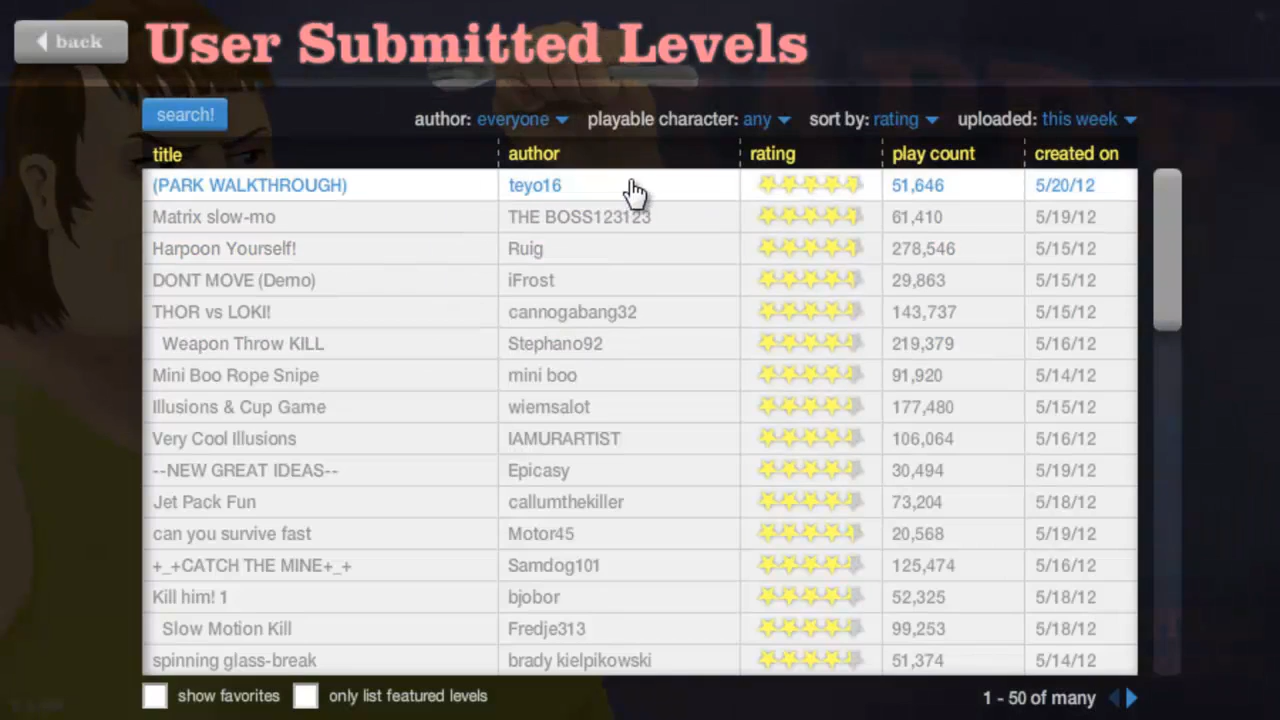 back
User Submitted Levels
search! author: everyone playable character: any sort by: rating uploaded: this week
title author rating play count created on
(PARK WALKTHROUGH) teyo16 51,646 5/20/12
Matrix slow-mo THE BOSS123123 61,410 5/19/12
Harpoon Yourself! Ruig 278,546 5/15/12
DONT MOVE (Demo) iFrost 29,863 5/15/12
THOR vs LOKI! cannogabang32 143,737 5/15/12
Weapon Throw KILL Stephano92 219,379 5/16/12
Mini Boo Rope Snipe mini boo 91,920 5/14/12
Illusions & Cup Game wiemsalot 177,480 5/15/12
Very Cool Illusions IAMURARTIST 106,064 5/16/12
--NEW GREAT IDEAS-- Epicasy 30,494 5/19/12
Jet Pack Fun callumthekiller 73,204 5/18/12
can you survive fast Motor45 20,568 5/19/12
+_+CATCH THE MINE+_+ Samdog101 125,474 5/16/12
Kill him! 1 bjobor 52,325 5/18/12
Slow Motion Kill Fredje313 99,253 5/18/12
spinning glass-break brady kielpikowski 51,374 5/14/12
show favorites only list featured levels 1 - 50 of many